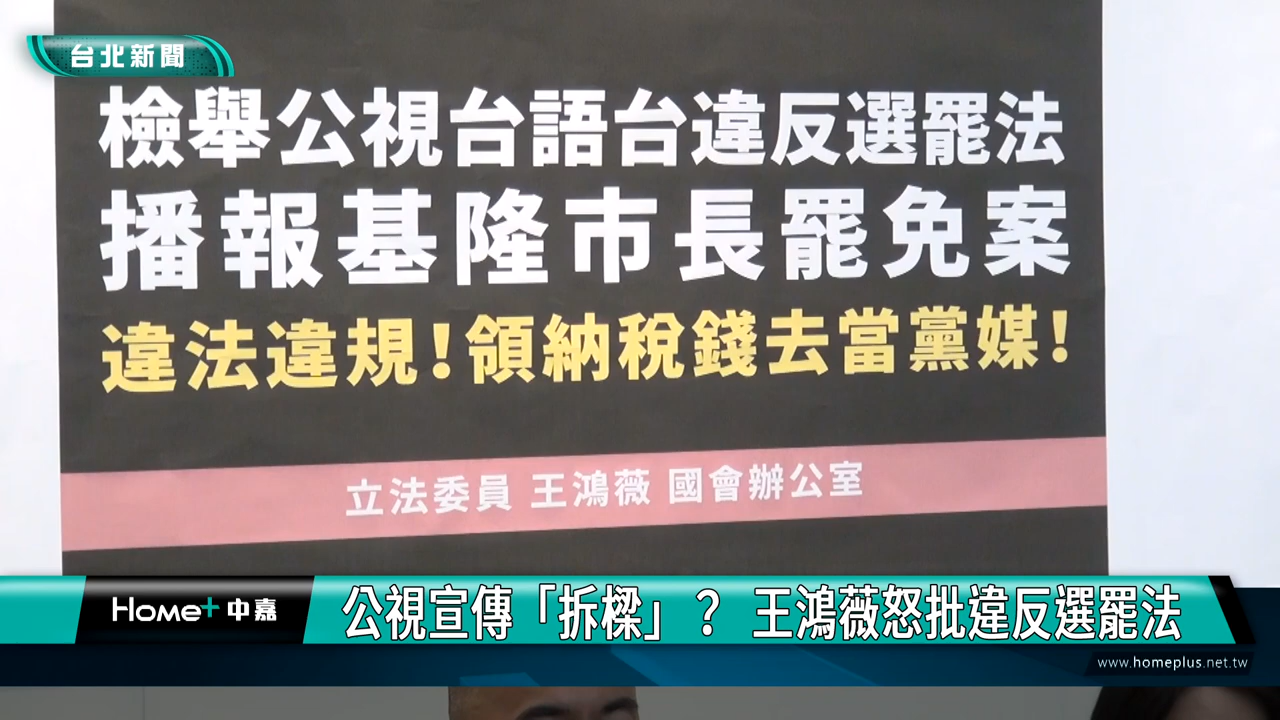 台北新聞
檢舉公視台語台違反選罷法
播報基隆市長罷免案
違法違規！領納稅錢去當黨媒！
立法委員 王鴻薇 國會辦公室
Home+中嘉
公視宣傳「拆樑」？ 王鴻薇怒批違反選罷法
www.homeplus.net.tw